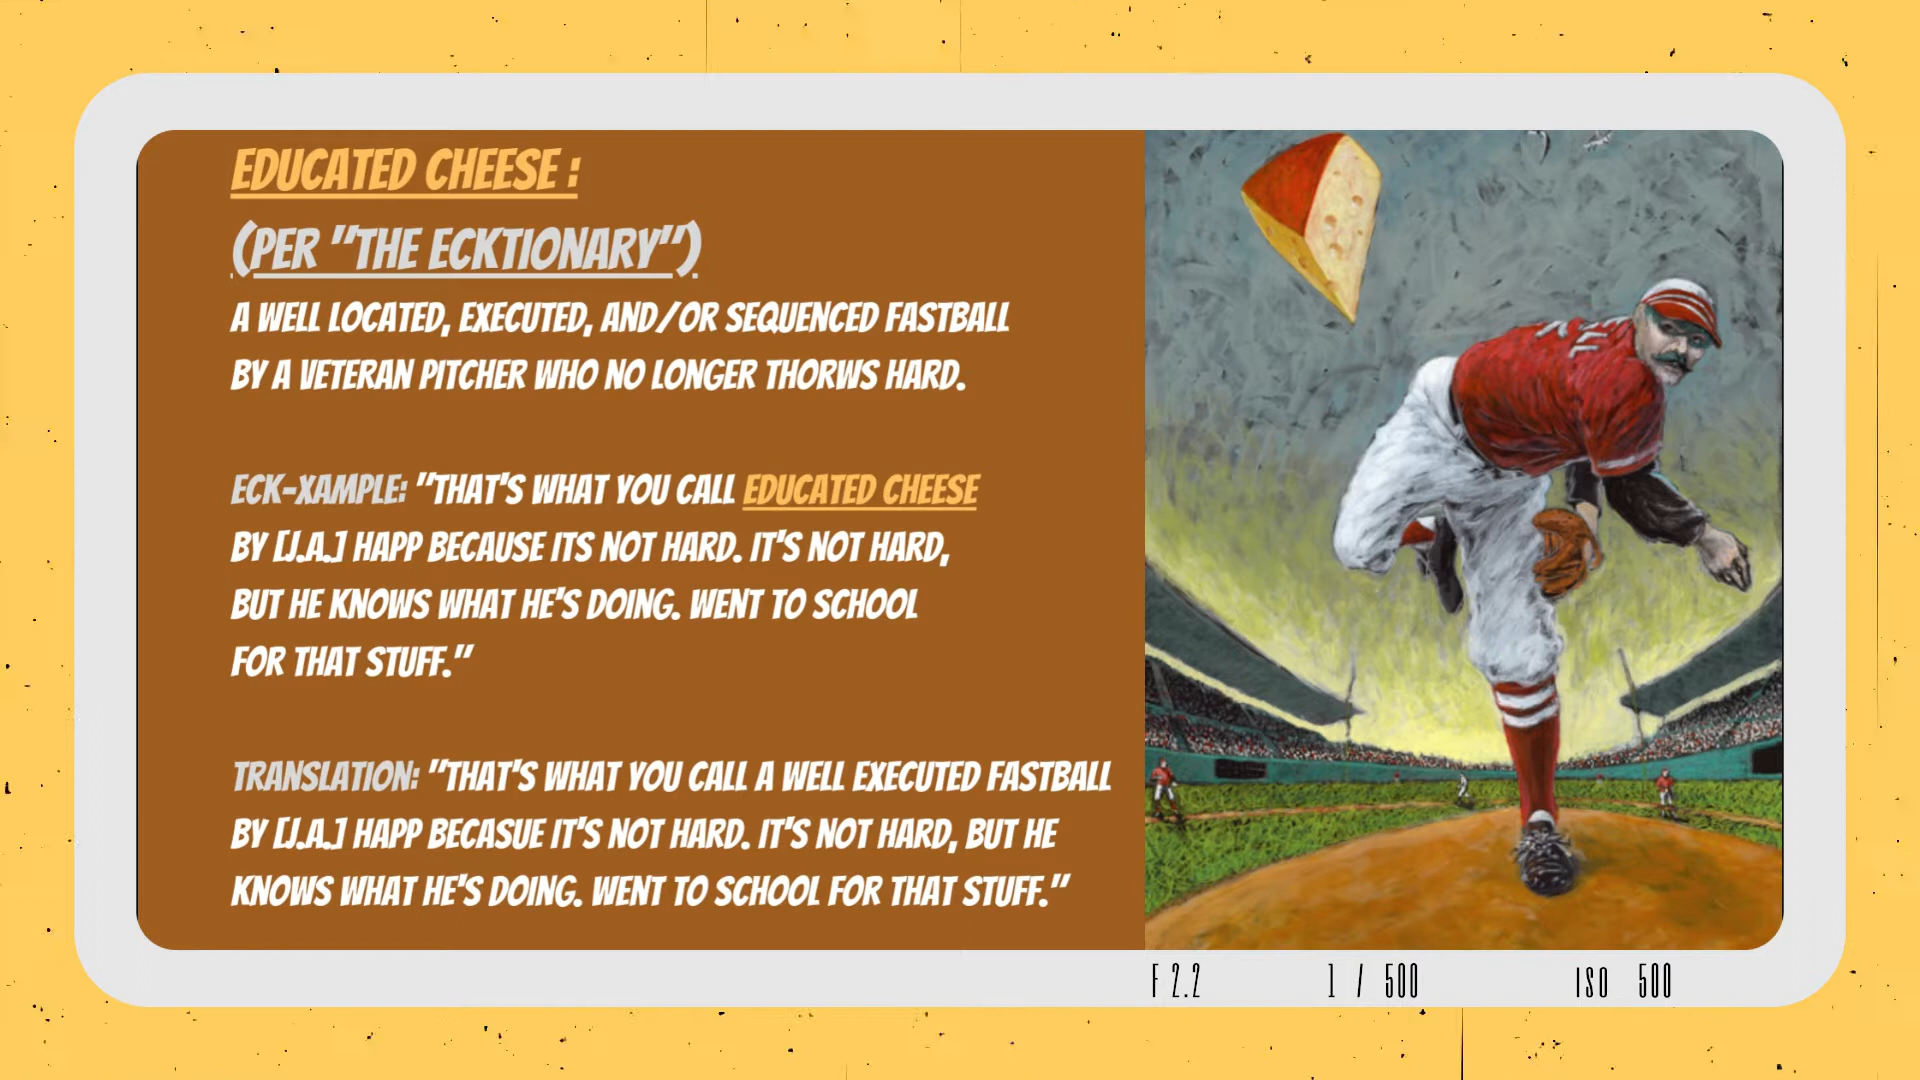 EDUCATED CHEESE :
(PER "THE ECKTIONARY")
A WELL LOCATED, EXECUTED, AND/OR SEQUENCED FASTBALL
BY A VETERAN PITCHER WHO NO LONGER THORWS HARD.
ECK-XAMPLE: "THAT'S WHAT YOU CALL EDUCATED CHEESE
BY [J.A.] HAPP BECAUSE ITS NOT HARD. IT'S NOT HARD,
BUT HE KNOWS WHAT HE'S DOING. WENT TO SCHOOL
FOR THAT STUFF."
TRANSLATION: "THAT'S WHAT YOU CALL A WELL EXECUTED FASTBALL
BY [J.A.] HAPP BECASUE IT'S NOT HARD. IT'S NOT HARD, BUT HE
KNOWS WHAT HE'S DOING. WENT TO SCHOOL FOR THAT STUFF."
F 2.2 1 / 500 ISO 500